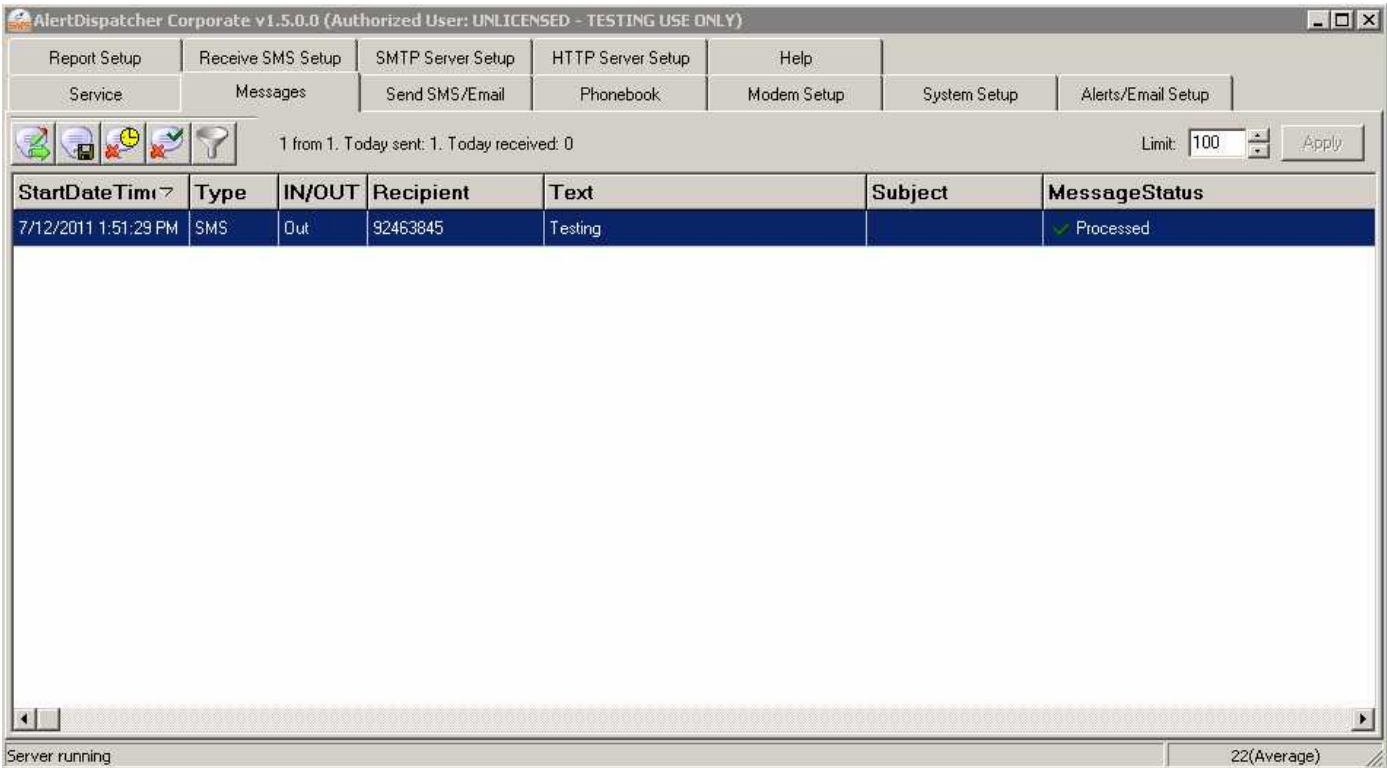 AlertDispatcher Corporate v1.5.0.0 (Authorized User: UNLICENSED - TESTING USE ONLY)
Report Setup Receive SMS Setup SMTP Server Setup HTTP Server Setup Help
Service Messages Send SMS/Email Phonebook Modem Setup System Setup Alerts/Email Setup
1 from 1. Today sent: 1. Today received: 0 Limit: 100 Apply
StartDateTim Type IN/OUT Recipient Text Subject MessageStatus
7/12/2011 1:51:29 PM SMS Out 92463845 Testing Processed
Server running 22(Average)